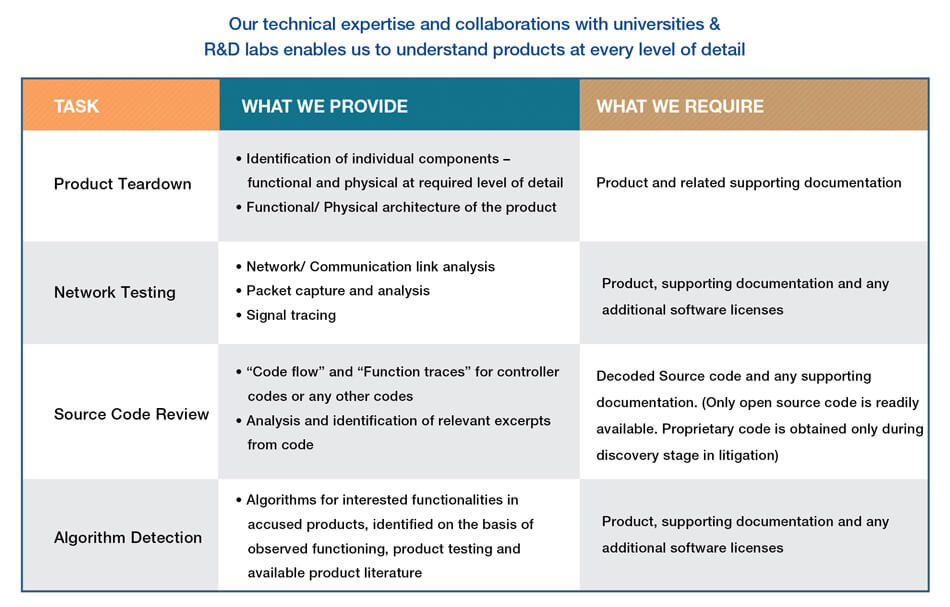 Our technical expertise and collaborations with universities &
R&D labs enables us to understand products at every level of detail
TASK
WHAT WE PROVIDE
WHAT WE REQUIRE
Product Teardown
• Identification of individual components –
functional and physical at required level of detail
• Functional/ Physical architecture of the product
Product and related supporting documentation
Network Testing
• Network/ Communication link analysis
• Packet capture and analysis
• Signal tracing
Product, supporting documentation and any
additional software licenses
Source Code Review
• “Code flow” and “Function traces” for controller
codes or any other codes
• Analysis and identification of relevant excerpts
from code
Decoded Source code and any supporting
documentation. (Only open source code is readily
available. Proprietary code is obtained only during
discovery stage in litigation)
Algorithm Detection
• Algorithms for interested functionalities in
accused products, identified on the basis of
observed functioning, product testing and
available product literature
Product, supporting documentation and any
additional software licenses